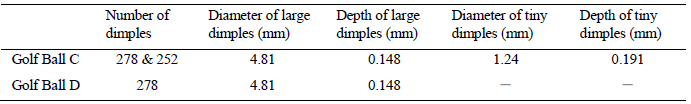 Number of Diameter of large Depth of large Diameter of tiny Depth of tiny
dimples dimples (mm) dimples (mm) dimples (mm) dimples (mm)
Golf Ball C 278 & 252 4.81 0.148 1.24 0.191
Golf Ball D 278 4.81 0.148 — —